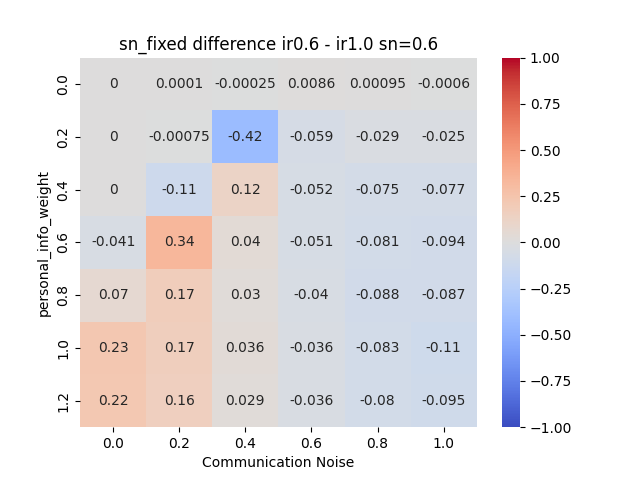 sn_fixed difference ir0.6 - ir1.0 sn=0.6
personal_info_weight
0.0 0 0.0001 -0.00025 0.0086 0.00095 -0.0006
0.2 0 -0.00075 -0.42 -0.059 -0.029 -0.025
0.4 0 -0.11 0.12 -0.052 -0.075 -0.077
0.6 -0.041 0.34 0.04 -0.051 -0.081 -0.094
0.8 0.07 0.17 0.03 -0.04 -0.088 -0.087
1.0 0.23 0.17 0.036 -0.036 -0.083 -0.11
1.2 0.22 0.16 0.029 -0.036 -0.08 -0.095
0.0 0.2 0.4 0.6 0.8 1.0
Communication Noise
1.00
0.75
0.50
0.25
0.00
−0.25
−0.50
−0.75
−1.00